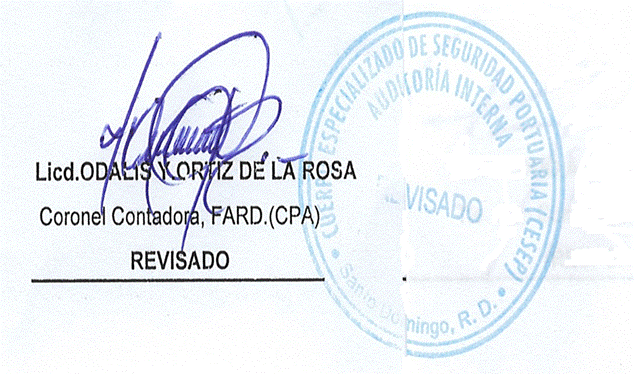 Licd.ODALIS Y.ORTIZ DE LA ROSA
Coronel Contadora, FARD.(CPA)
REVISADO
CUERPO ESPECIALIZADO DE SEGURIDAD PORTUARIA (CESEP)
AUDITORÍA INTERNA
REVISADO
Santo Domingo, R. D.